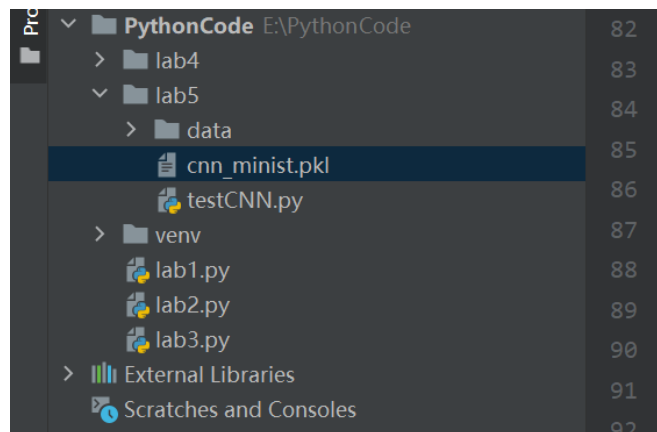 Pro
PythonCode E:\PythonCode
lab4
lab5
data
cnn_minist.pkl
testCNN.py
venv
lab1.py
lab2.py
lab3.py
External Libraries
Scratches and Consoles
82
83
84
85
86
87
88
89
90
91
92